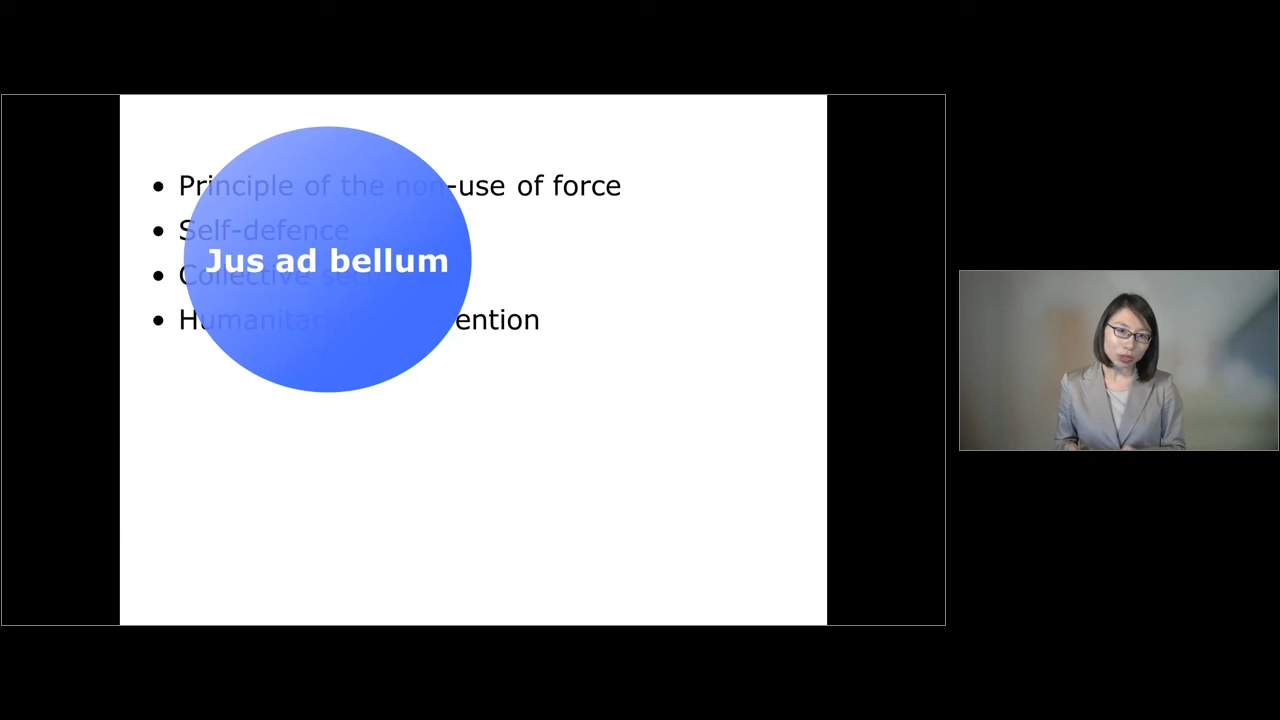 Principle of the non-use of force
Self-defence
Jus ad bellum
Collective
Humanitarian intervention